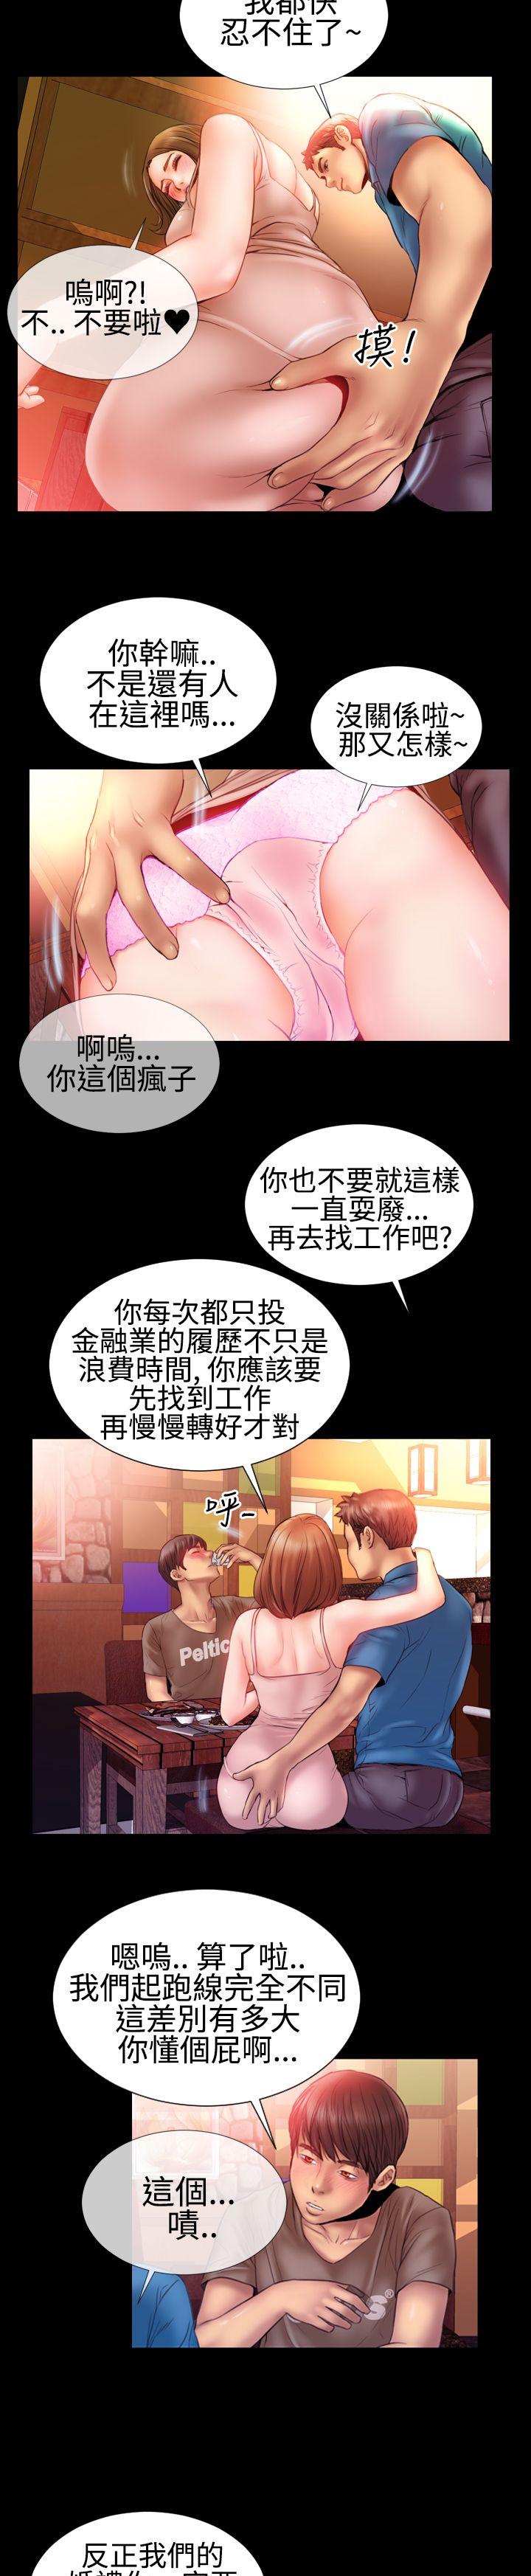 我都快
忍不住了~
嗚啊?!
不.. 不要啦♥
摸!
你幹嘛..
不是還有人
在這裡嗎...
沒關係啦~
那又怎樣~
啊嗚...
你這個瘋子
你也不要就這樣
一直耍廢...
再去找工作吧?
你每次都只投
金融業的履歷不只是
浪費時間, 你應該要
先找到工作
再慢慢轉好才對
呼~
Peltic
嗯嗚.. 算了啦..
我們起跑線完全不同
這差別有多大
你懂個屁啊...
這個...
嘖..
反正我們的